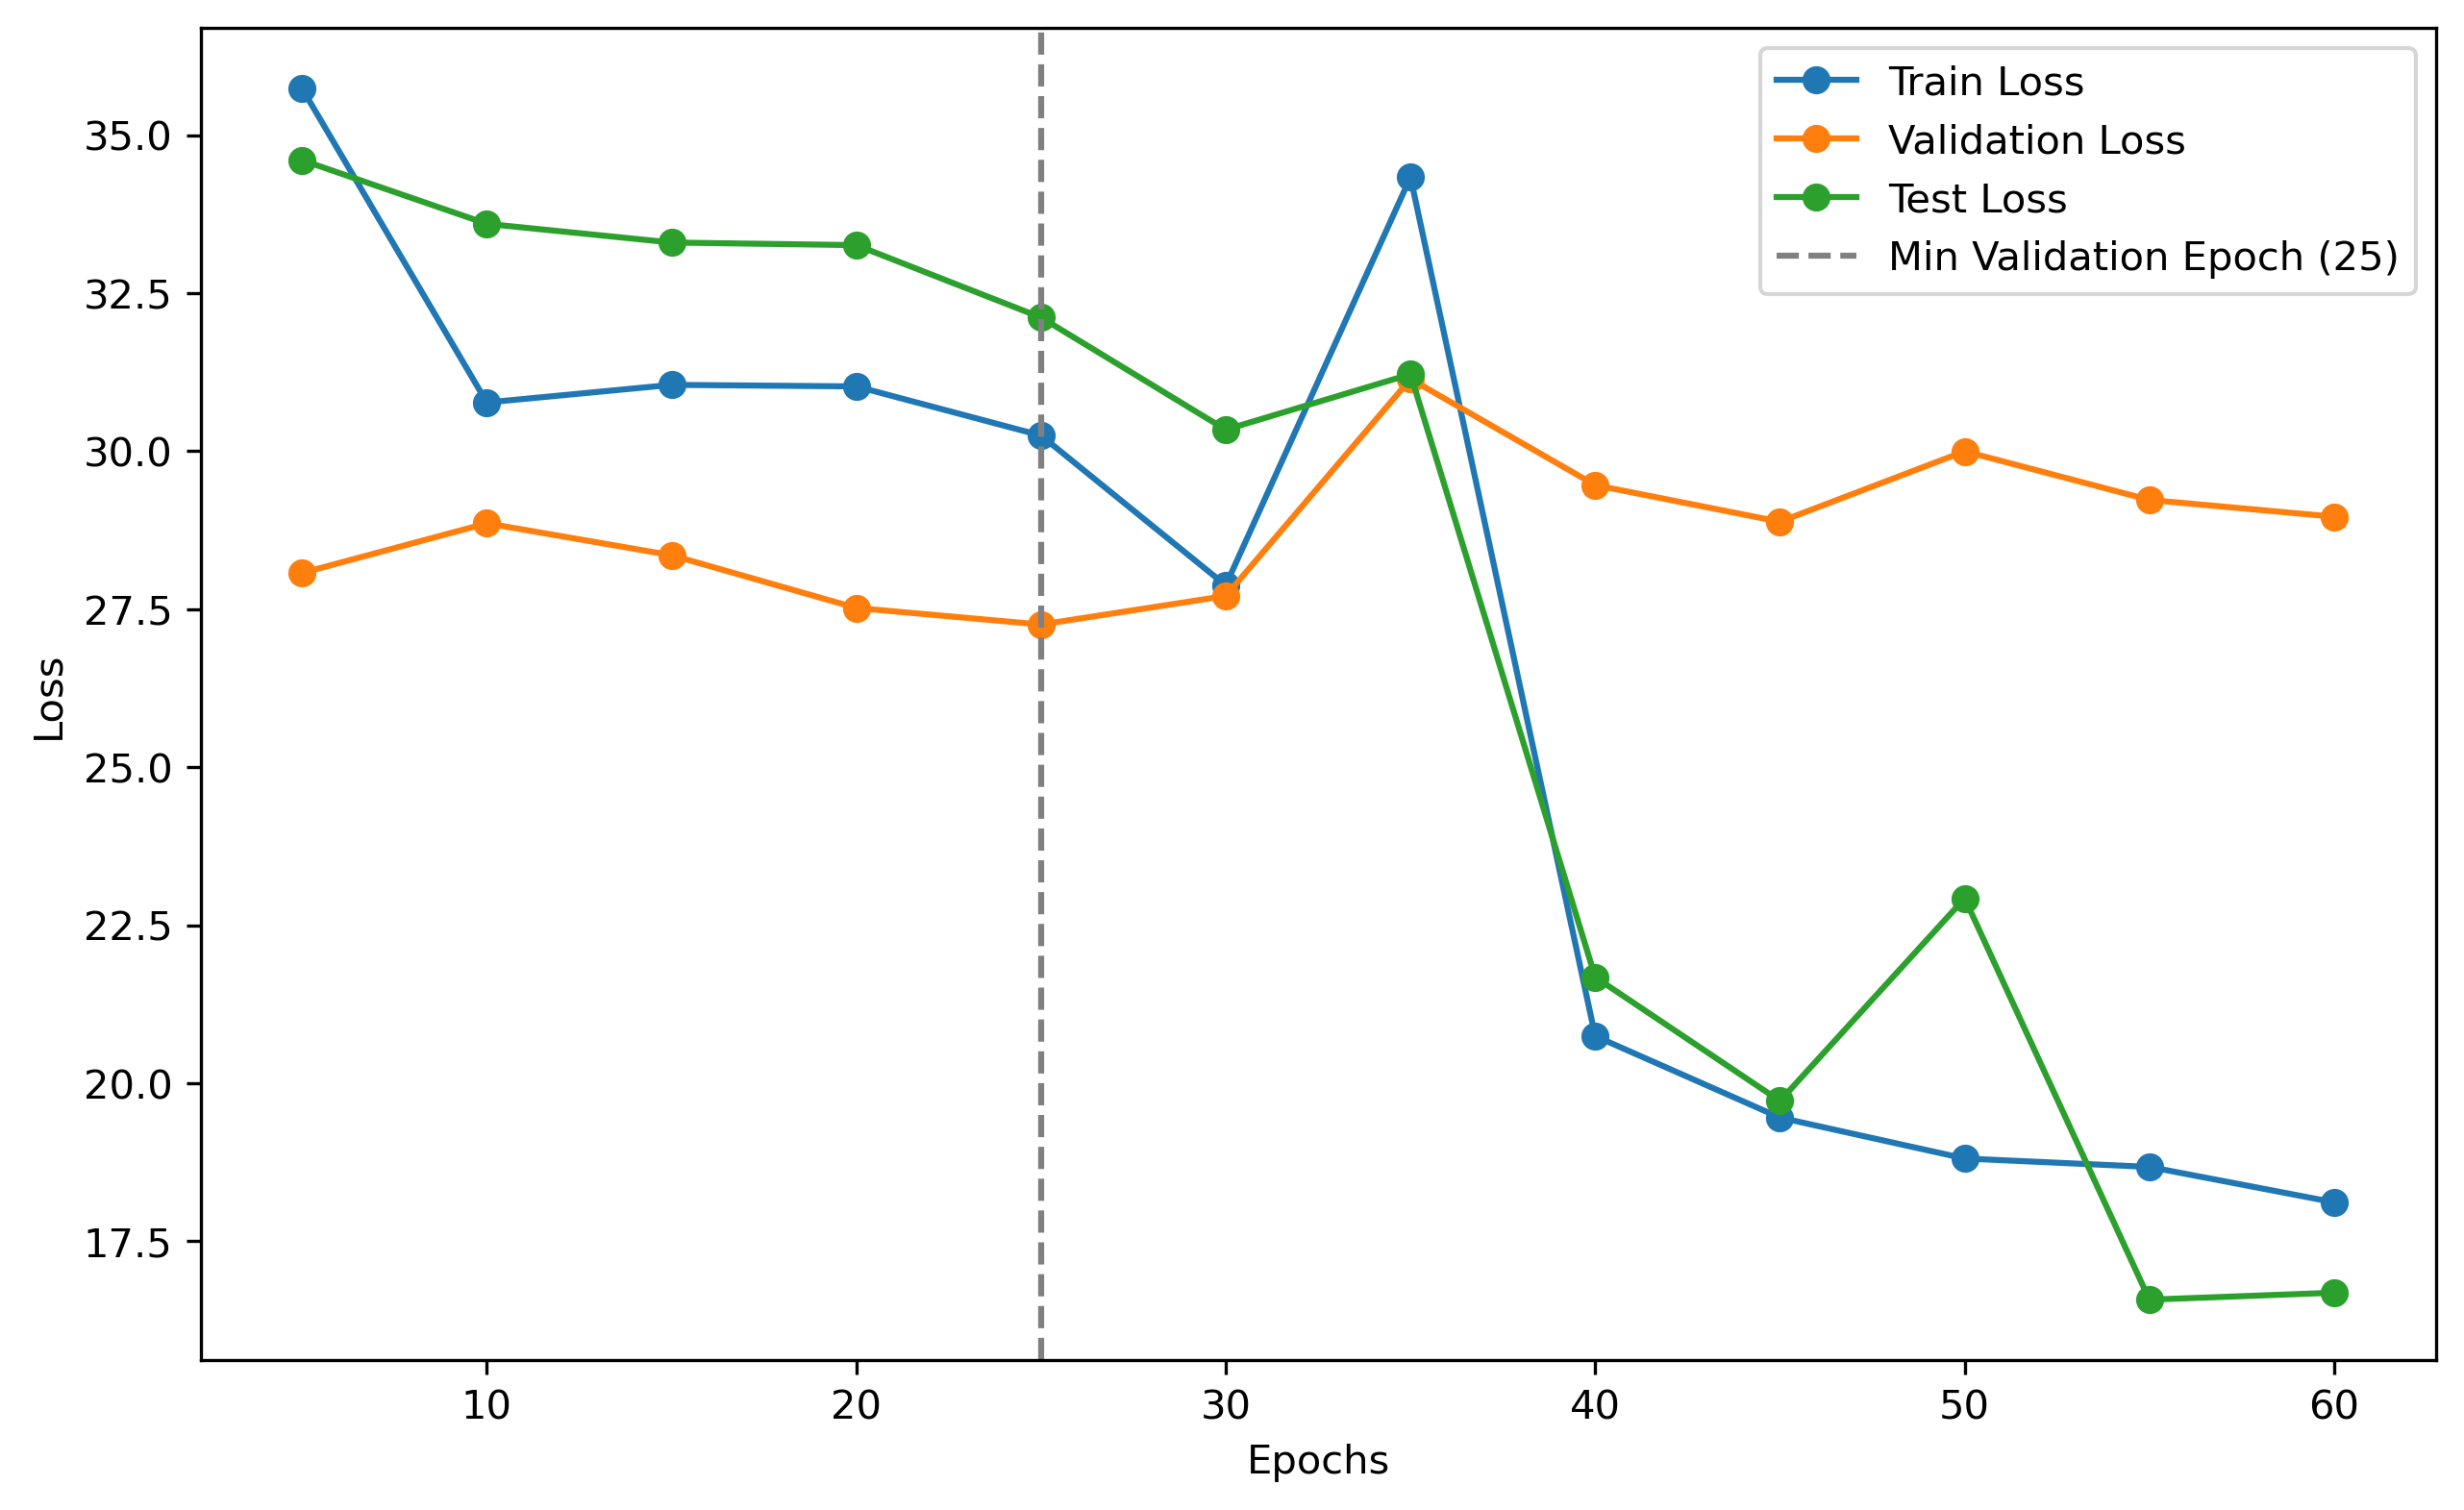 Train Loss
Validation Loss
Test Loss
Min Validation Epoch (25)
35.0
32.5
30.0
27.5
25.0
22.5
20.0
17.5
Loss
10 20 30 40 50 60
Epochs